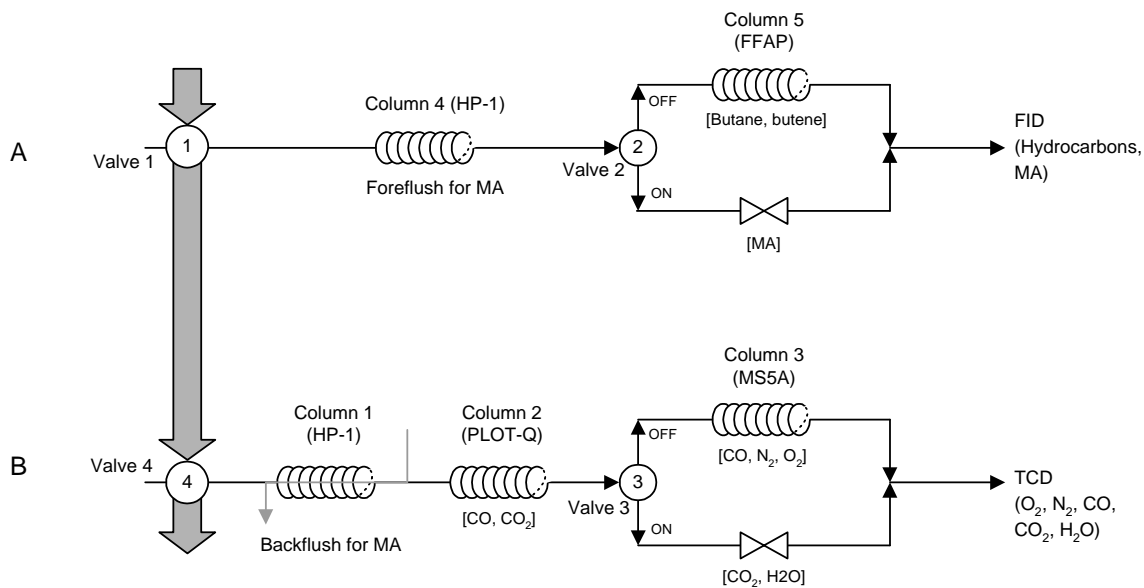 Column 5
(FFAP)
Column 4 (HP-1)
OFF
[Butane, butene]
A
1
Valve 1
2
Valve 2
FID
(Hydrocarbons,
MA)
Foreflush for MA
ON
[MA]
Column 3
(MS5A)
Column 1
(HP-1)
Column 2
(PLOT-Q)
OFF
[CO, N₂, O₂]
B
Valve 4
4
3
Valve 3
TCD
(O₂, N₂, CO,
CO₂, H₂O)
[CO, CO₂]
ON
Backflush for MA
[CO₂, H2O]